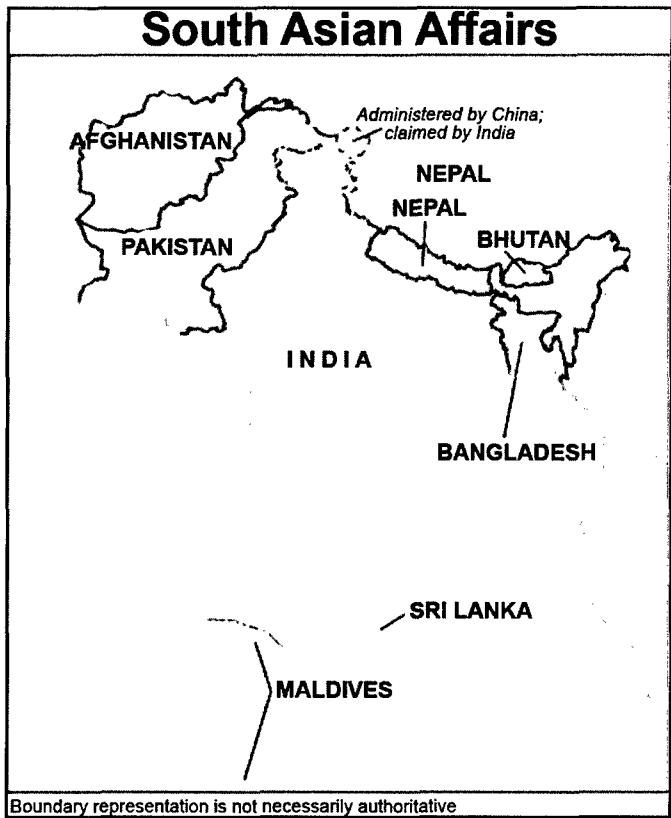 South Asian Affairs
Administered by China;
claimed by India
AFGHANISTAN
NEPAL
NEPAL
BHUTAN
PAKISTAN
INDIA
BANGLADESH
SRI LANKA
MALDIVES
Boundary representation is not necessarily authoritative